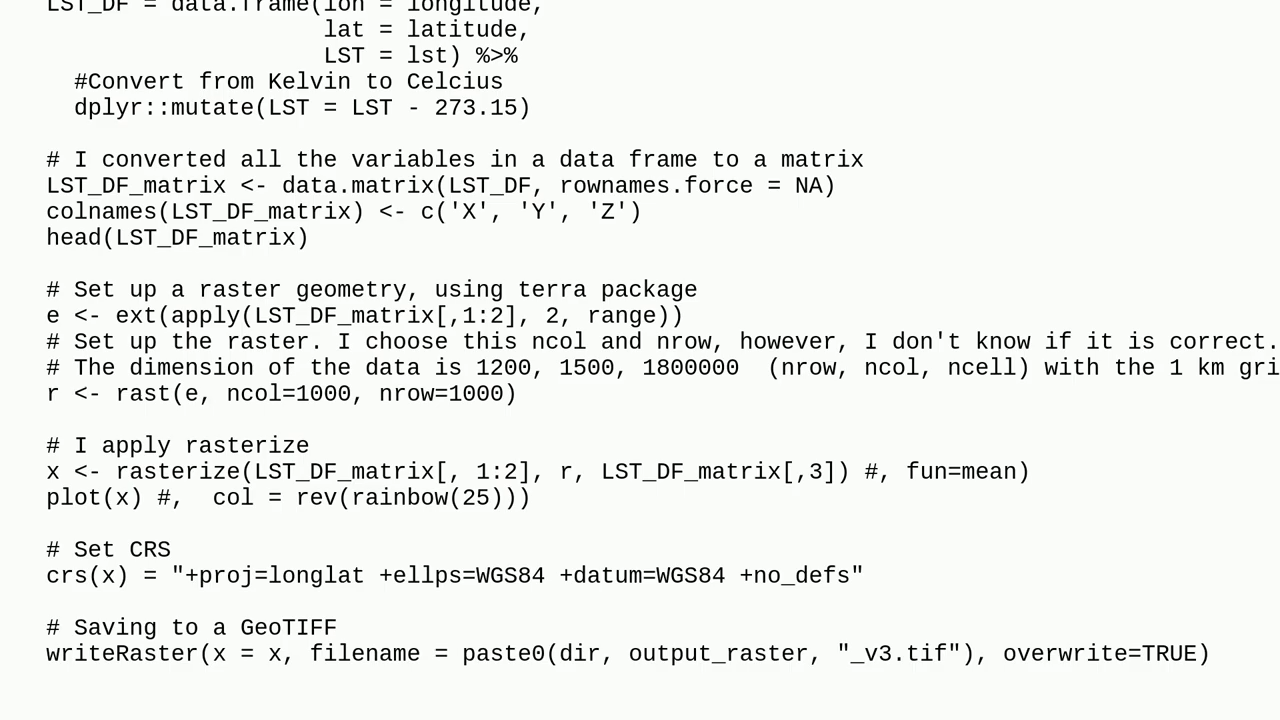 LST_DF = data.frame(lon = longitude,
lat = latitude,
LST = lst) %>%
#Convert from Kelvin to Celcius
dplyr::mutate(LST = LST - 273.15)
# I converted all the variables in a data frame to a matrix
LST_DF_matrix <- data.matrix(LST_DF, rownames.force = NA)
colnames(LST_DF_matrix) <- c('X', 'Y', 'Z')
head(LST_DF_matrix)
# Set up a raster geometry, using terra package
e <- ext(apply(LST_DF_matrix[,1:2], 2, range))
# Set up the raster. I choose this ncol and nrow, however, I don't know if it is correct.
# The dimension of the data is 1200, 1500, 1800000  (nrow, ncol, ncell) with the 1 km gri
r <- rast(e, ncol=1000, nrow=1000)
# I apply rasterize
x <- rasterize(LST_DF_matrix[, 1:2], r, LST_DF_matrix[,3]) #, fun=mean)
plot(x) #,  col = rev(rainbow(25)))
# Set CRS
crs(x) = "+proj=longlat +ellps=WGS84 +datum=WGS84 +no_defs"
# Saving to a GeoTIFF
writeRaster(x = x, filename = paste0(dir, output_raster, "_v3.tif"), overwrite=TRUE)